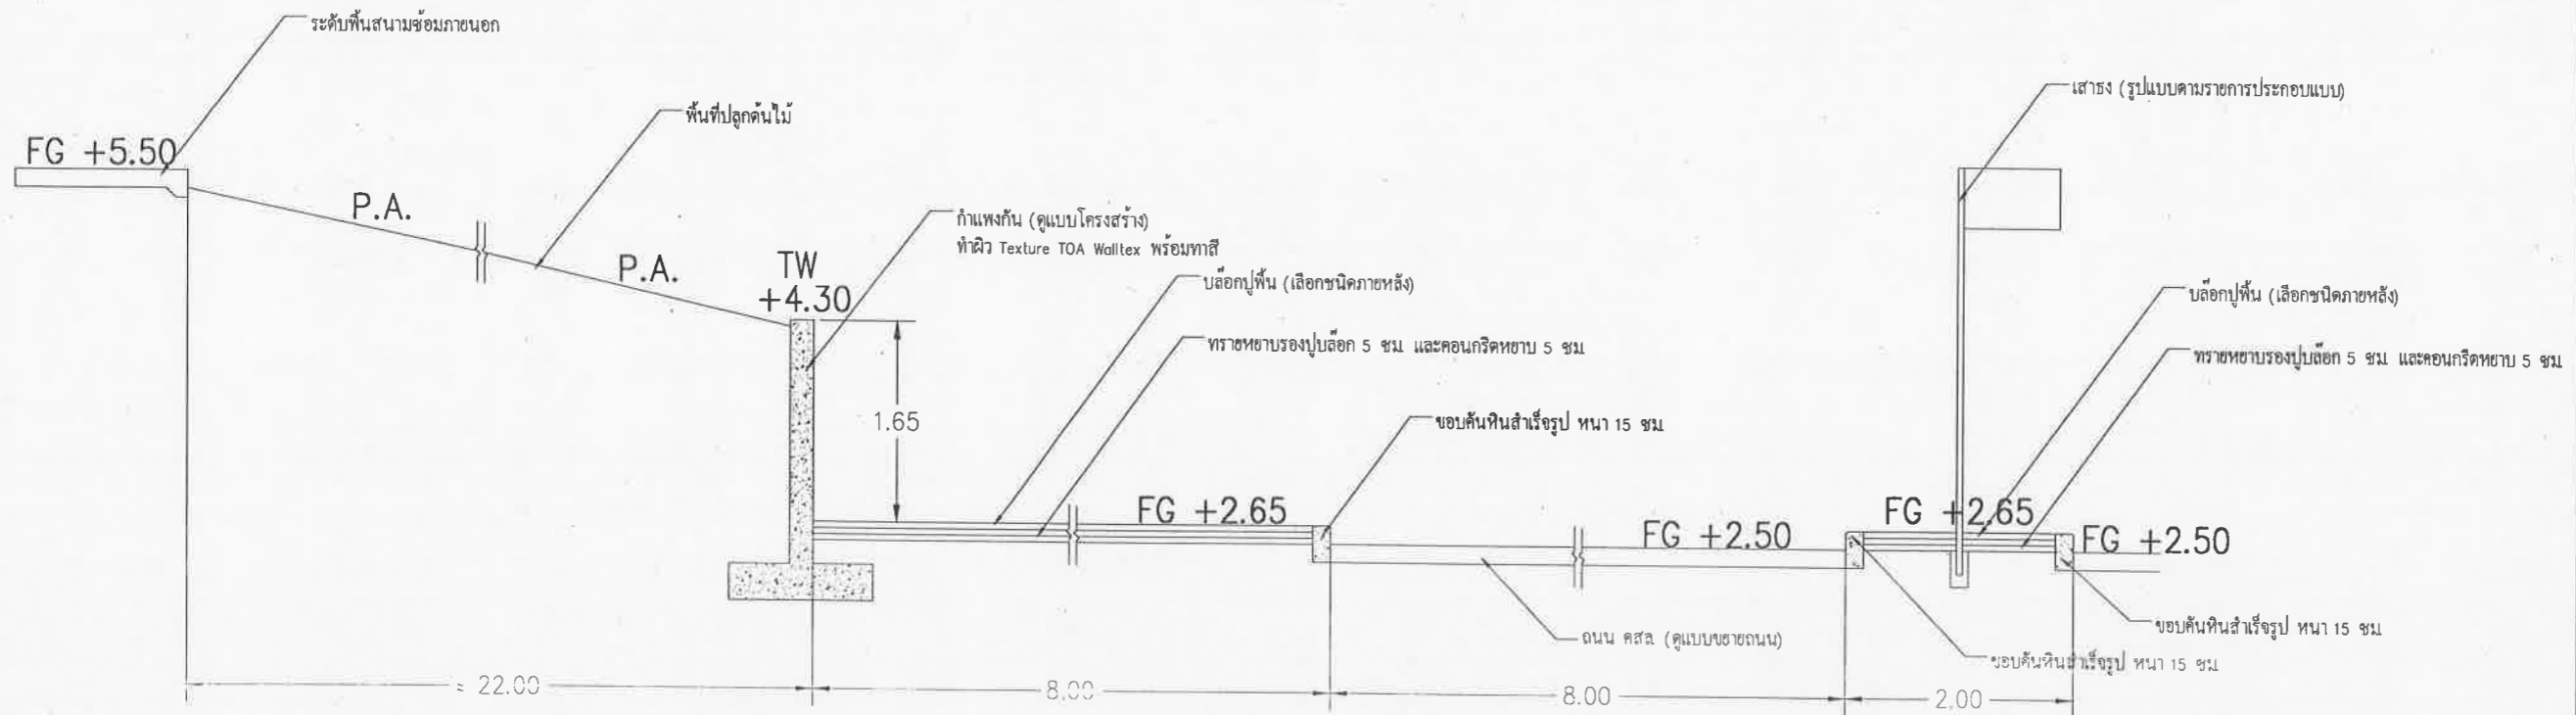 ระดับพื้นสนามซ้อมภายนอก
พื้นที่ปลูกต้นไม้
เสาธง (รูปแบบตามรายการประกอบแบบ)
FG +5.50
P.A.
P.A.
TW
+4.30
กำแพงกัน (ดูแบบโครงสร้าง)
ทำผิว Texture TOA Walltex พร้อมทาสี
บล๊อกปูพื้น (เลือกชนิดภายหลัง)
ทรายหยาบรองปูบล๊อก 5 ซม. และคอนกรีตหยาบ 5 ซม.
บล๊อกปูพื้น (เลือกชนิดภายหลัง)
ทรายหยาบรองปูบล๊อก 5 ซม. และคอนกรีตหยาบ 5 ซม.
1.65
ขอบคันหินสำเร็จรูป หนา 15 ซม.
FG +2.65
FG +2.50
FG +2.65
FG +2.50
ถนน คสล. (ดูแบบขยายถนน)
ขอบคันหินสำเร็จรูป หนา 15 ซม.
ขอบคันหินสำเร็จรูป หนา 15 ซม.
≈ 22.00
8.00
8.00
2.00